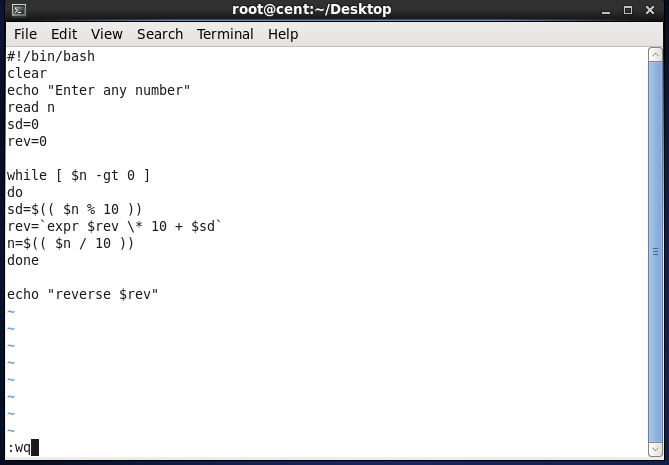 root@cent:~/Desktop
File Edit View Search Terminal Help
#!/bin/bash
clear
echo "Enter any number"
read n
sd=0
rev=0
while [ $n -gt 0 ]
do
sd=$(( $n % 10 ))
rev=`expr $rev \* 10 + $sd`
n=$(( $n / 10 ))
done
echo "reverse $rev"
~
~
~
~
~
~
~
~
:wq